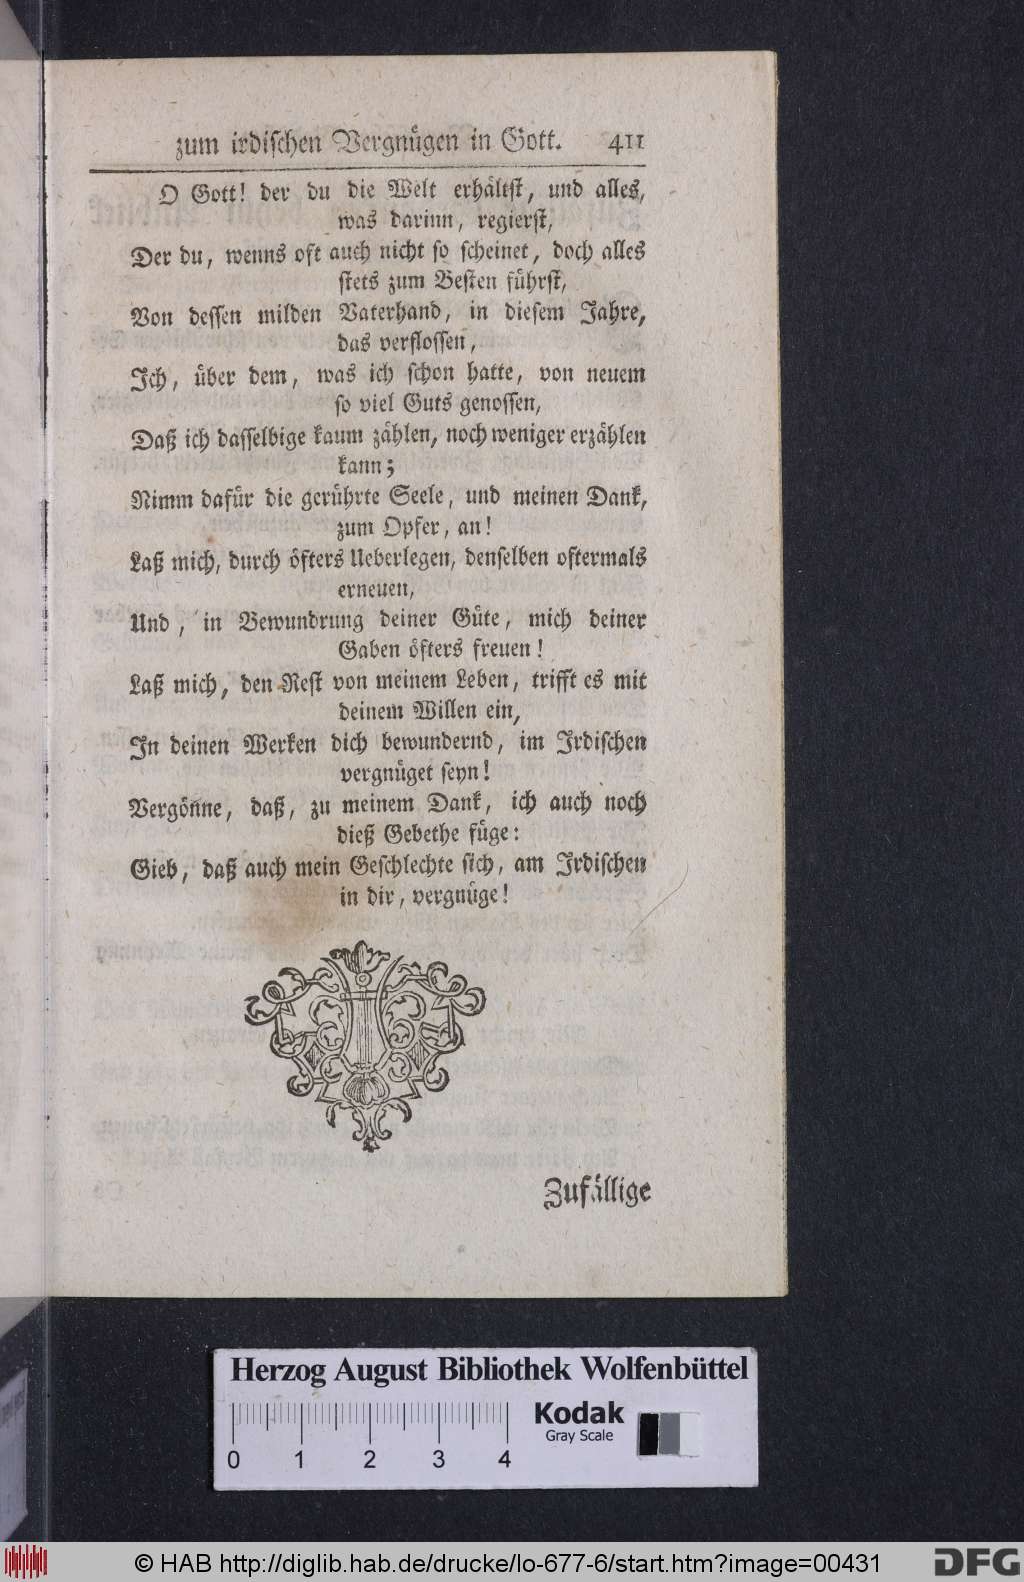 zum irdischen Vergnügen in Gott. 411
O Gott! der du die Welt erhältst, und alles,
was darinn, regierst,
Der du, wenns oft auch nicht so scheinet, doch alles
stets zum Besten führst,
Von dessen milden Vaterhand, in diesem Jahre,
das verflossen,
Ich, über dem, was ich schon hatte, von neuem
so viel Guts genossen,
Daß ich dasselbige kaum zählen, noch weniger erzählen
kann;
Nimm dafür die gerührte Seele, und meinen Dank,
zum Opfer, an!
Laß mich, durch öfters Ueberlegen, denselben oftermals
erneuen,
Und, in Bewundrung deiner Güte, mich deiner
Gaben öfters freuen!
Laß mich, den Rest von meinem Leben, trifft es mit
deinem Willen ein,
In deinen Werken dich bewundernd, im Irdischen
vergnüget seyn!
Vergönne, daß, zu meinem Dank, ich auch noch
dieß Gebethe füge:
Gieb, daß auch mein Geschlechte sich, am Irdischen
in dir, vergnüge!
Zufällige
Herzog August Bibliothek Wolfenbüttel
Kodak
Gray Scale
0 1 2 3 4
© HAB http://diglib.hab.de/drucke/lo-677-6/start.htm?image=00431
DFG